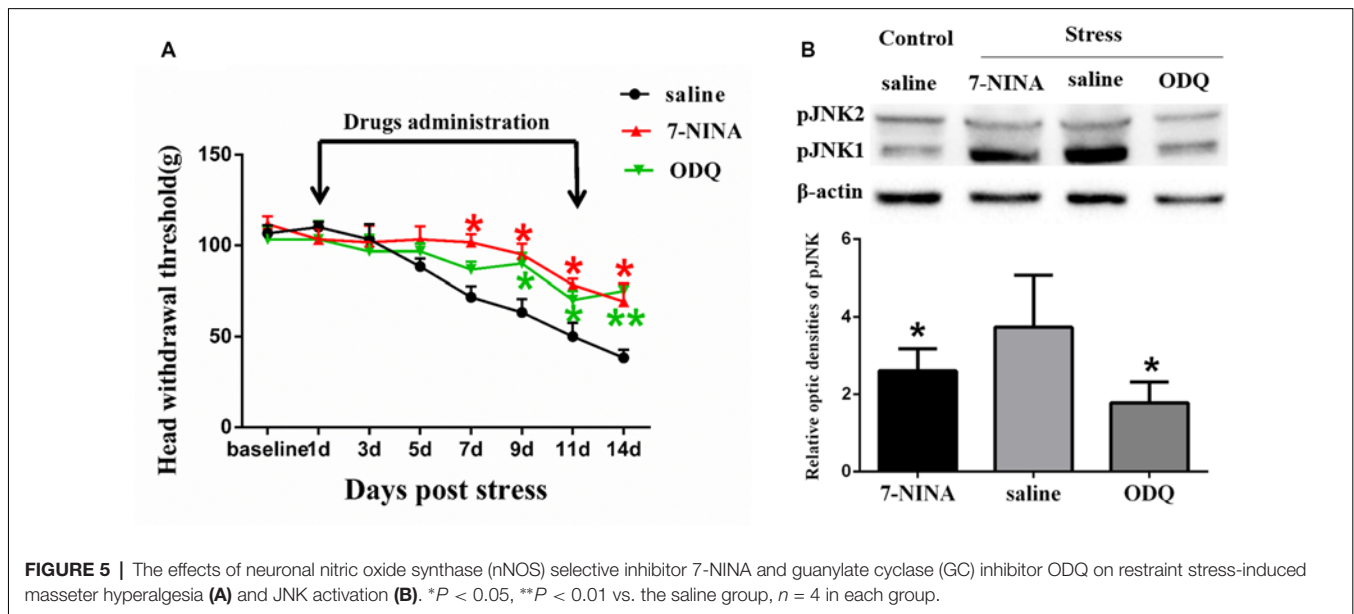 A
saline
7-NINA
ODQ
Drugs administration
Head withdrawal threshold(g)
150
100
50
0
* * * *
* * **
baseline 1d 3d 5d 7d 9d 11d 14d
Days post stress
B
Control Stress
saline 7-NINA saline ODQ
pJNK2
pJNK1
β-actin
Relative optic densities of pJNK
6
4
2
0
* *
7-NINA saline ODQ
FIGURE 5 | The effects of neuronal nitric oxide synthase (nNOS) selective inhibitor 7-NINA and guanylate cyclase (GC) inhibitor ODQ on restraint stress-induced
masseter hyperalgesia (A) and JNK activation (B). *P < 0.05, **P < 0.01 vs. the saline group, n = 4 in each group.